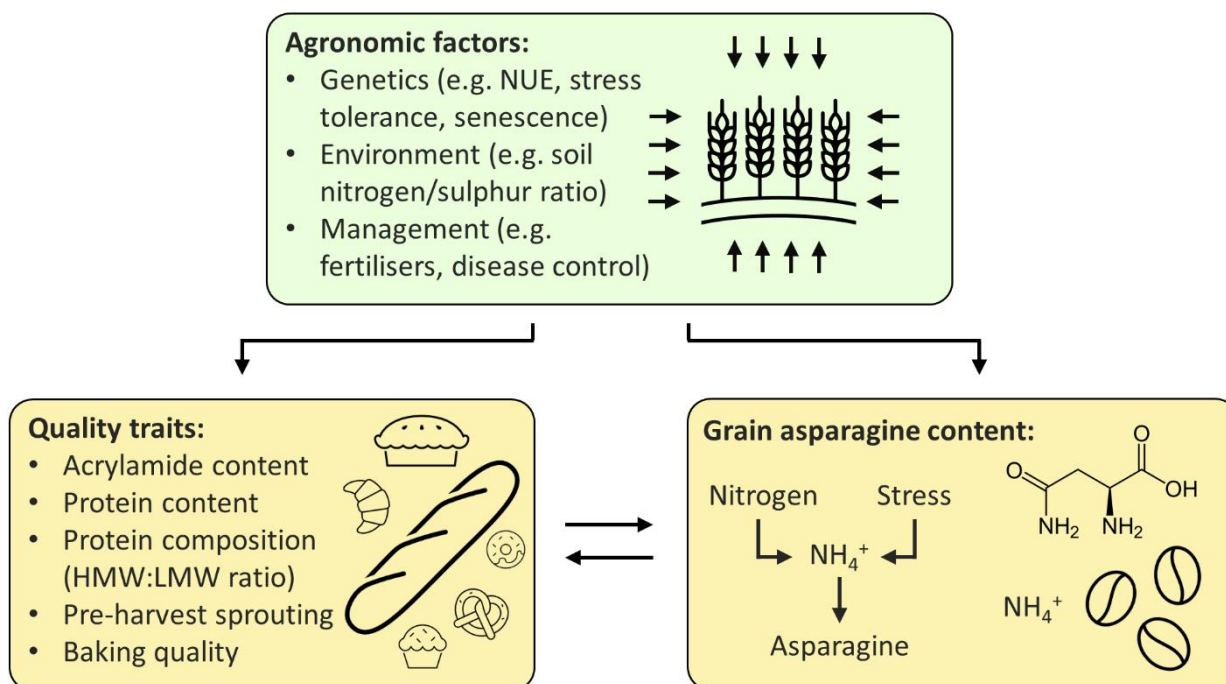 Agronomic factors:
• Genetics (e.g. NUE, stress
tolerance, senescence)
• Environment (e.g. soil
nitrogen/sulphur ratio)
• Management (e.g.
fertilisers, disease control)
Quality traits:
• Acrylamide content
• Protein content
• Protein composition
(HMW:LMW ratio)
• Pre-harvest sprouting
• Baking quality
Grain asparagine content:
Nitrogen Stress
NH₄⁺
Asparagine
O
O
OH
NH₂ NH₂
NH₄⁺